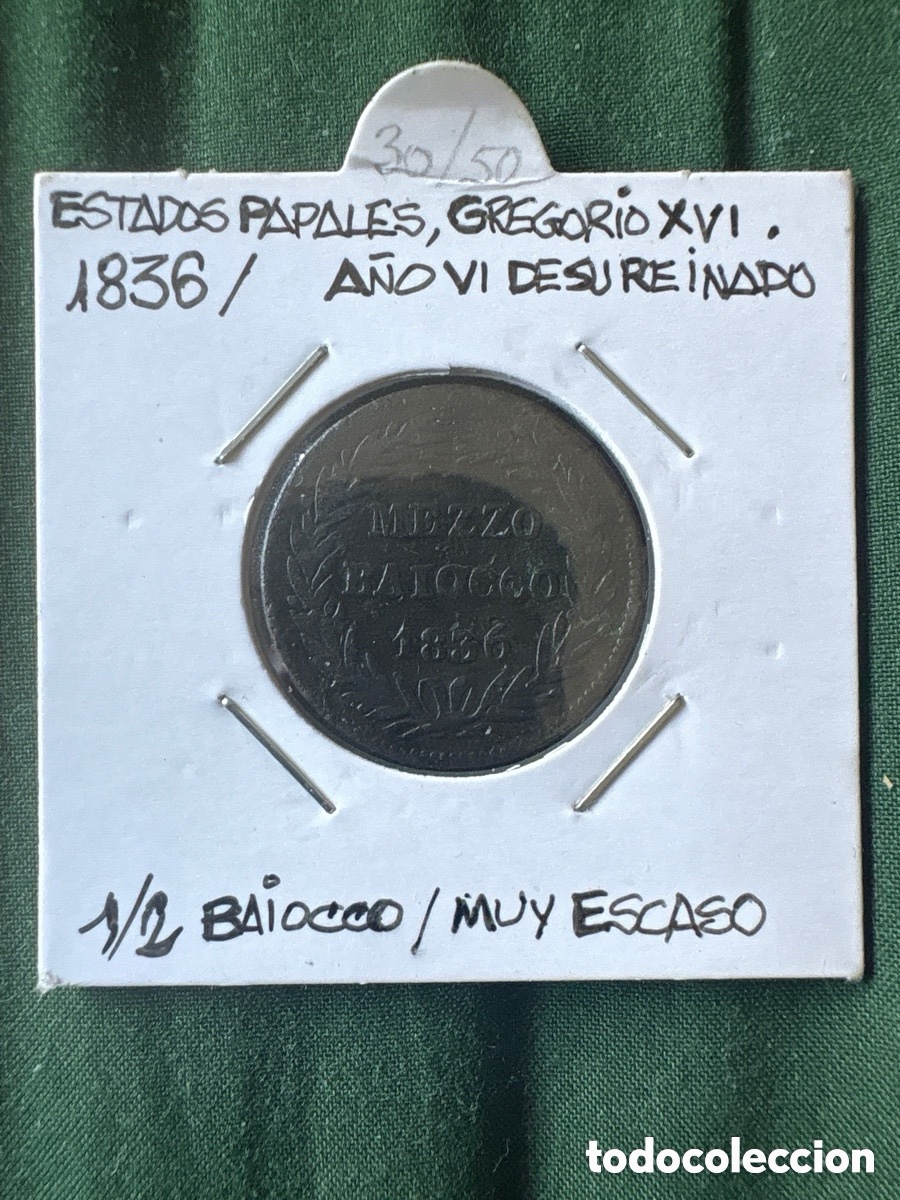 30/50
ESTADOS PAPALES, GREGORIO XVI.
1836/ AÑO VI DE SU REINADO
MEZZO
BAIOCCO
1836
1/2 BAIOCCO / MUY ESCASO
todocoleccion